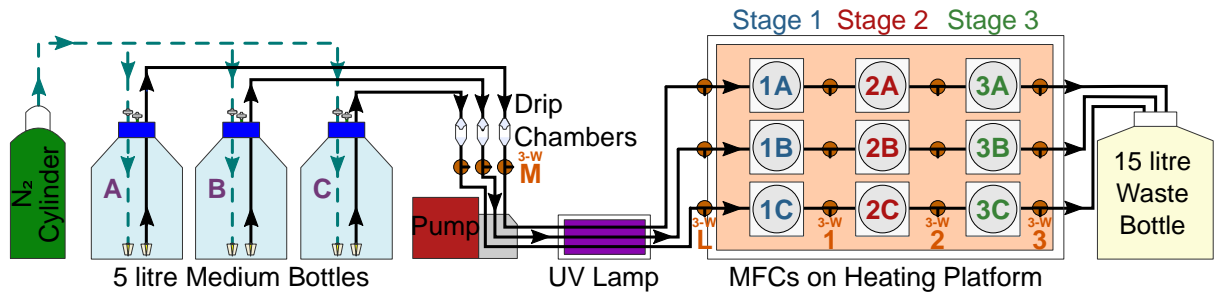 Stage 1 Stage 2 Stage 3
N₂
Cylinder
A
B
C
5 litre Medium Bottles
Drip
Chambers
3-W
M
Pump
UV Lamp
1A 2A 3A
1B 2B 3B
1C 2C 3C
3-W 3-W 3-W 3-W
L 1 2 3
MFCs on Heating Platform
15 litre
Waste
Bottle